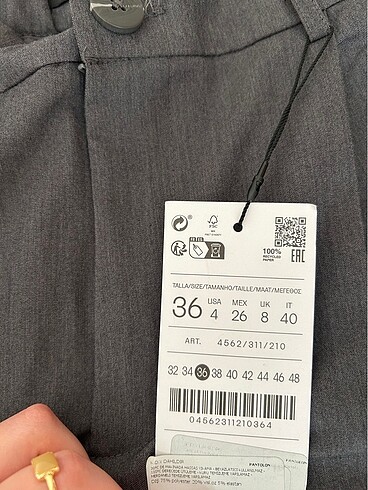 FSC
100%
RECYCLED
PAPER
EAC
TALLA/SIZE/TAMANHO/TAILLE/MAAT/ΜΕΓΕΘΟΣ
36
USA MEX UK IT
4 26 8 40
ART. 4562/311/210
32 34 36 38 40 42 44 46 48
04562311210364
PANTOLON